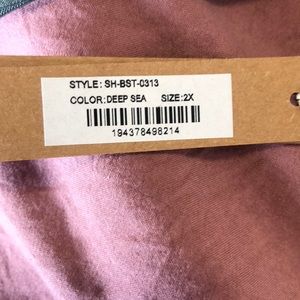 STYLE: SH-BST-0313
COLOR: DEEP SEA SIZE: 2X
194378498214